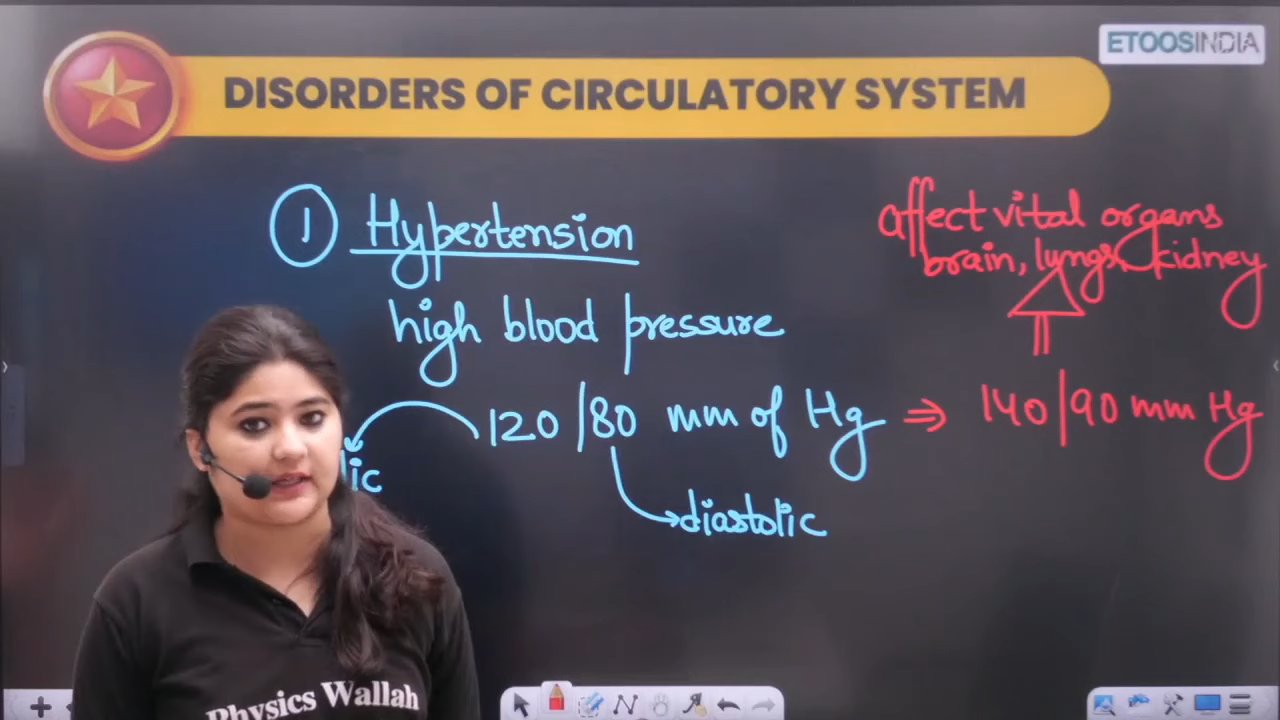 ETOOSINDIA
DISORDERS OF CIRCULATORY SYSTEM
1 Hypertension
high blood pressure
120/80 mm of Hg ⇒ 140/90 mm Hg
lic
diastolic
affect vital organs
brain, lungs, kidney
Physics Wallah